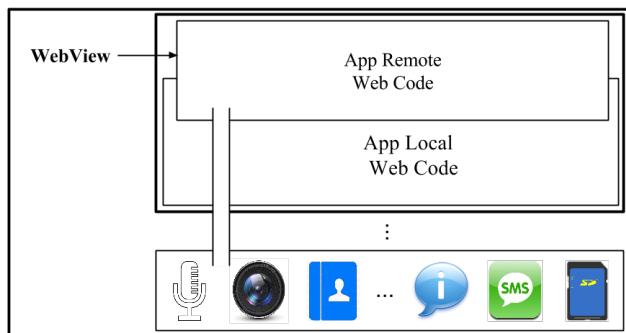 WebView
App Remote
Web Code
App Local
Web Code
⋮
...
i
SMS
SD